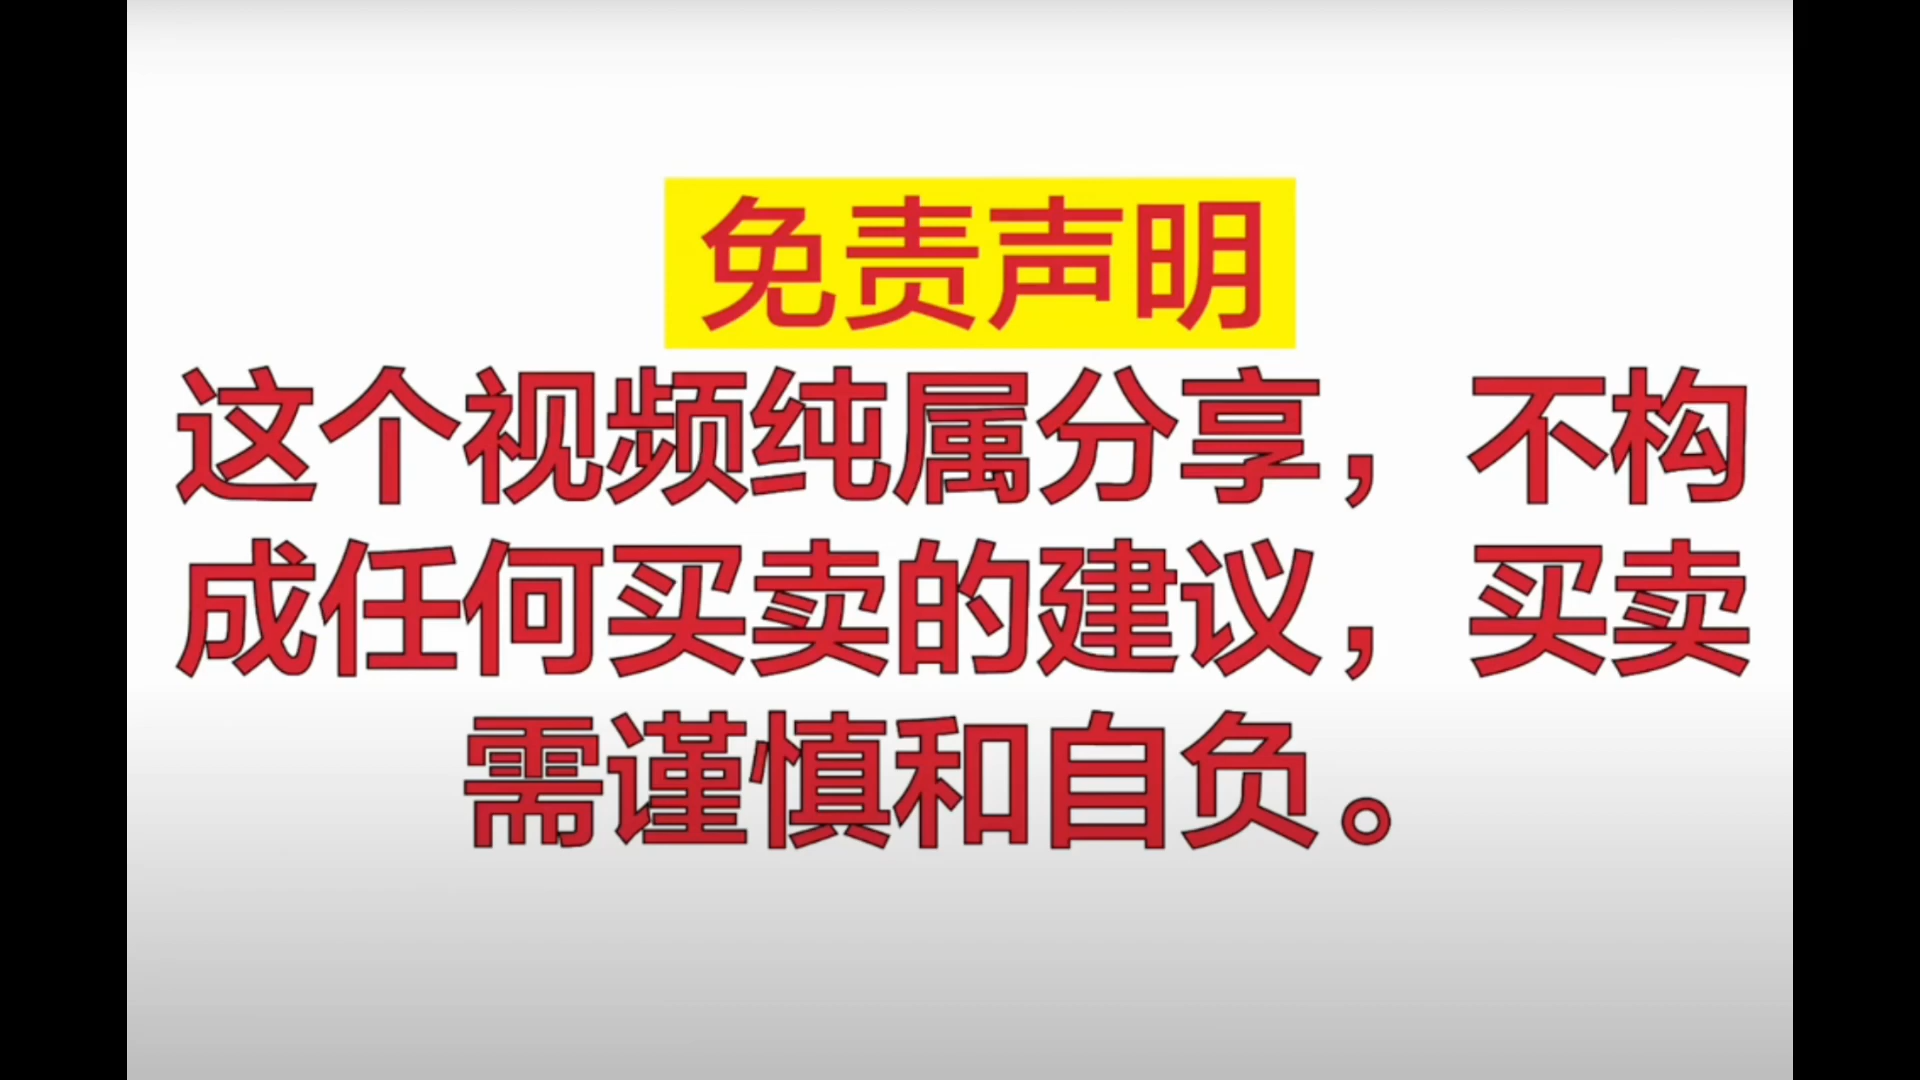 免责声明
这个视频纯属分享，不构
成任何买卖的建议，买卖
需谨慎和自负。